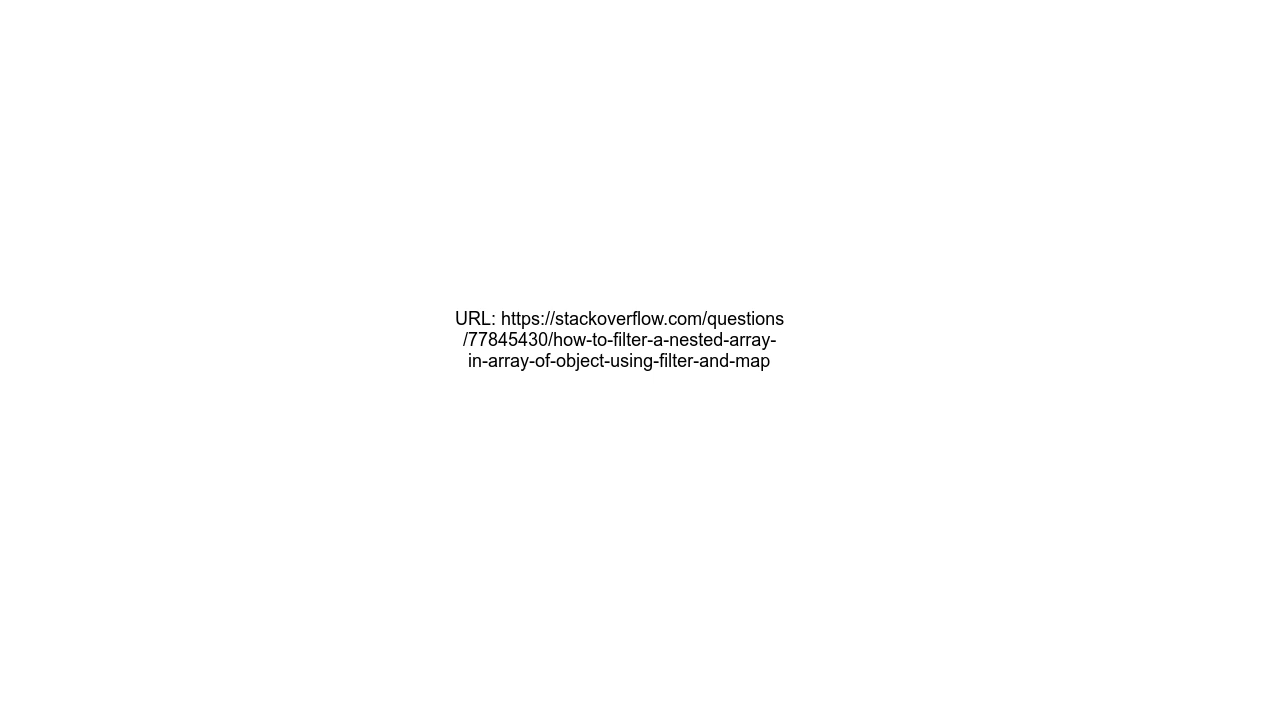 URL: https://stackoverflow.com/questions
/77845430/how-to-filter-a-nested-array-
in-array-of-object-using-filter-and-map